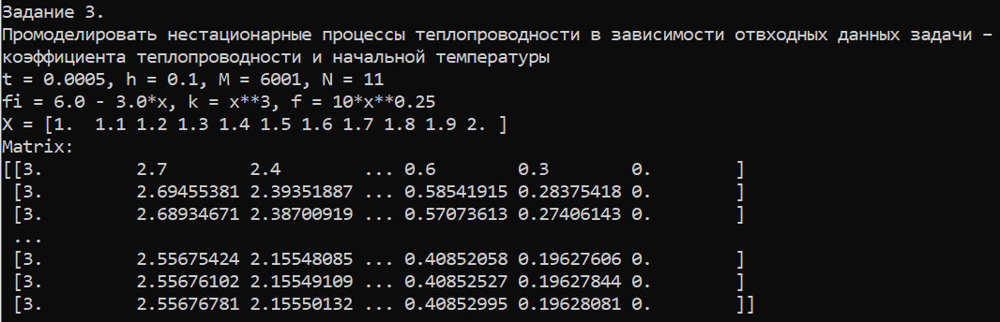 Задание 3.
Промоделировать нестационарные процессы теплопроводности в зависимости отвходных данных задачи –
коэффициента теплопроводности и начальной температуры
t = 0.0005, h = 0.1, M = 6001, N = 11
fi = 6.0 - 3.0*x, k = x**3, f = 10*x**0.25
X = [1.  1.1 1.2 1.3 1.4 1.5 1.6 1.7 1.8 1.9 2. ]
Matrix:
[[3.         2.7        2.4        ... 0.6        0.3        0.        ]
 [3.         2.69455381 2.39351887 ... 0.58541915 0.28375418 0.        ]
 [3.         2.68934671 2.38700919 ... 0.57073613 0.27406143 0.        ]
 ...
 [3.         2.55675424 2.15548085 ... 0.40852058 0.19627606 0.        ]
 [3.         2.55676102 2.15549109 ... 0.40852527 0.19627844 0.        ]
 [3.         2.55676781 2.15550132 ... 0.40852995 0.19628081 0.        ]]